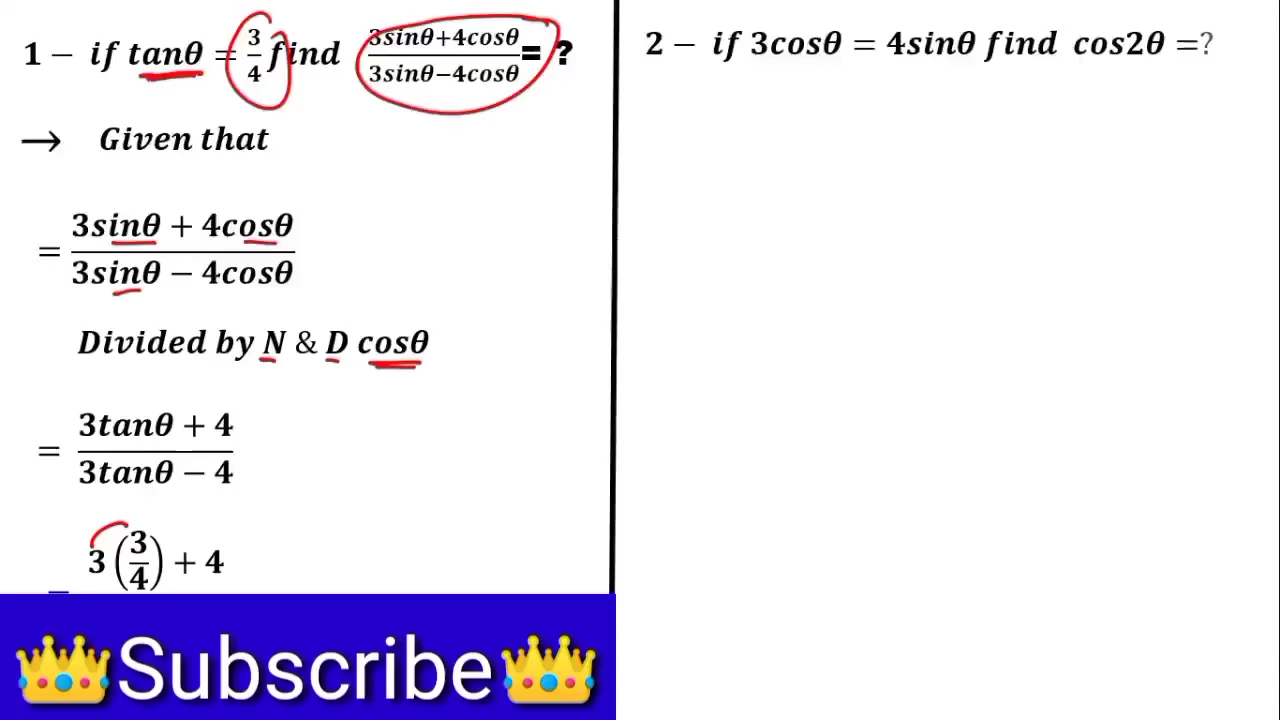 1 − if tanθ = 3/4 find (3sinθ+4cosθ)/(3sinθ−4cosθ) = ?
→ Given that
= (3sinθ + 4cosθ)/(3sinθ − 4cosθ)
Divided by N & D cosθ
= (3tanθ + 4)/(3tanθ − 4)
3(3/4) + 4
👑Subscribe👑
2 − if 3cosθ = 4sinθ find cos2θ =?